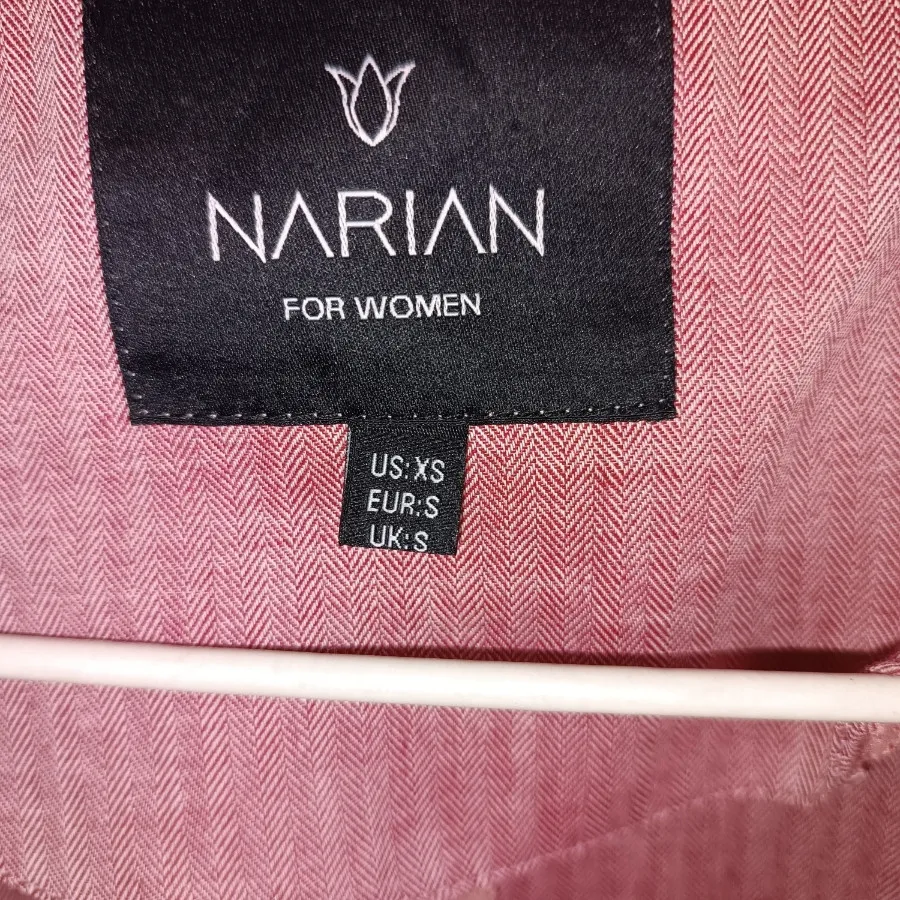 NARIAN
FOR WOMEN
US:XS
EUR:S
UK:S